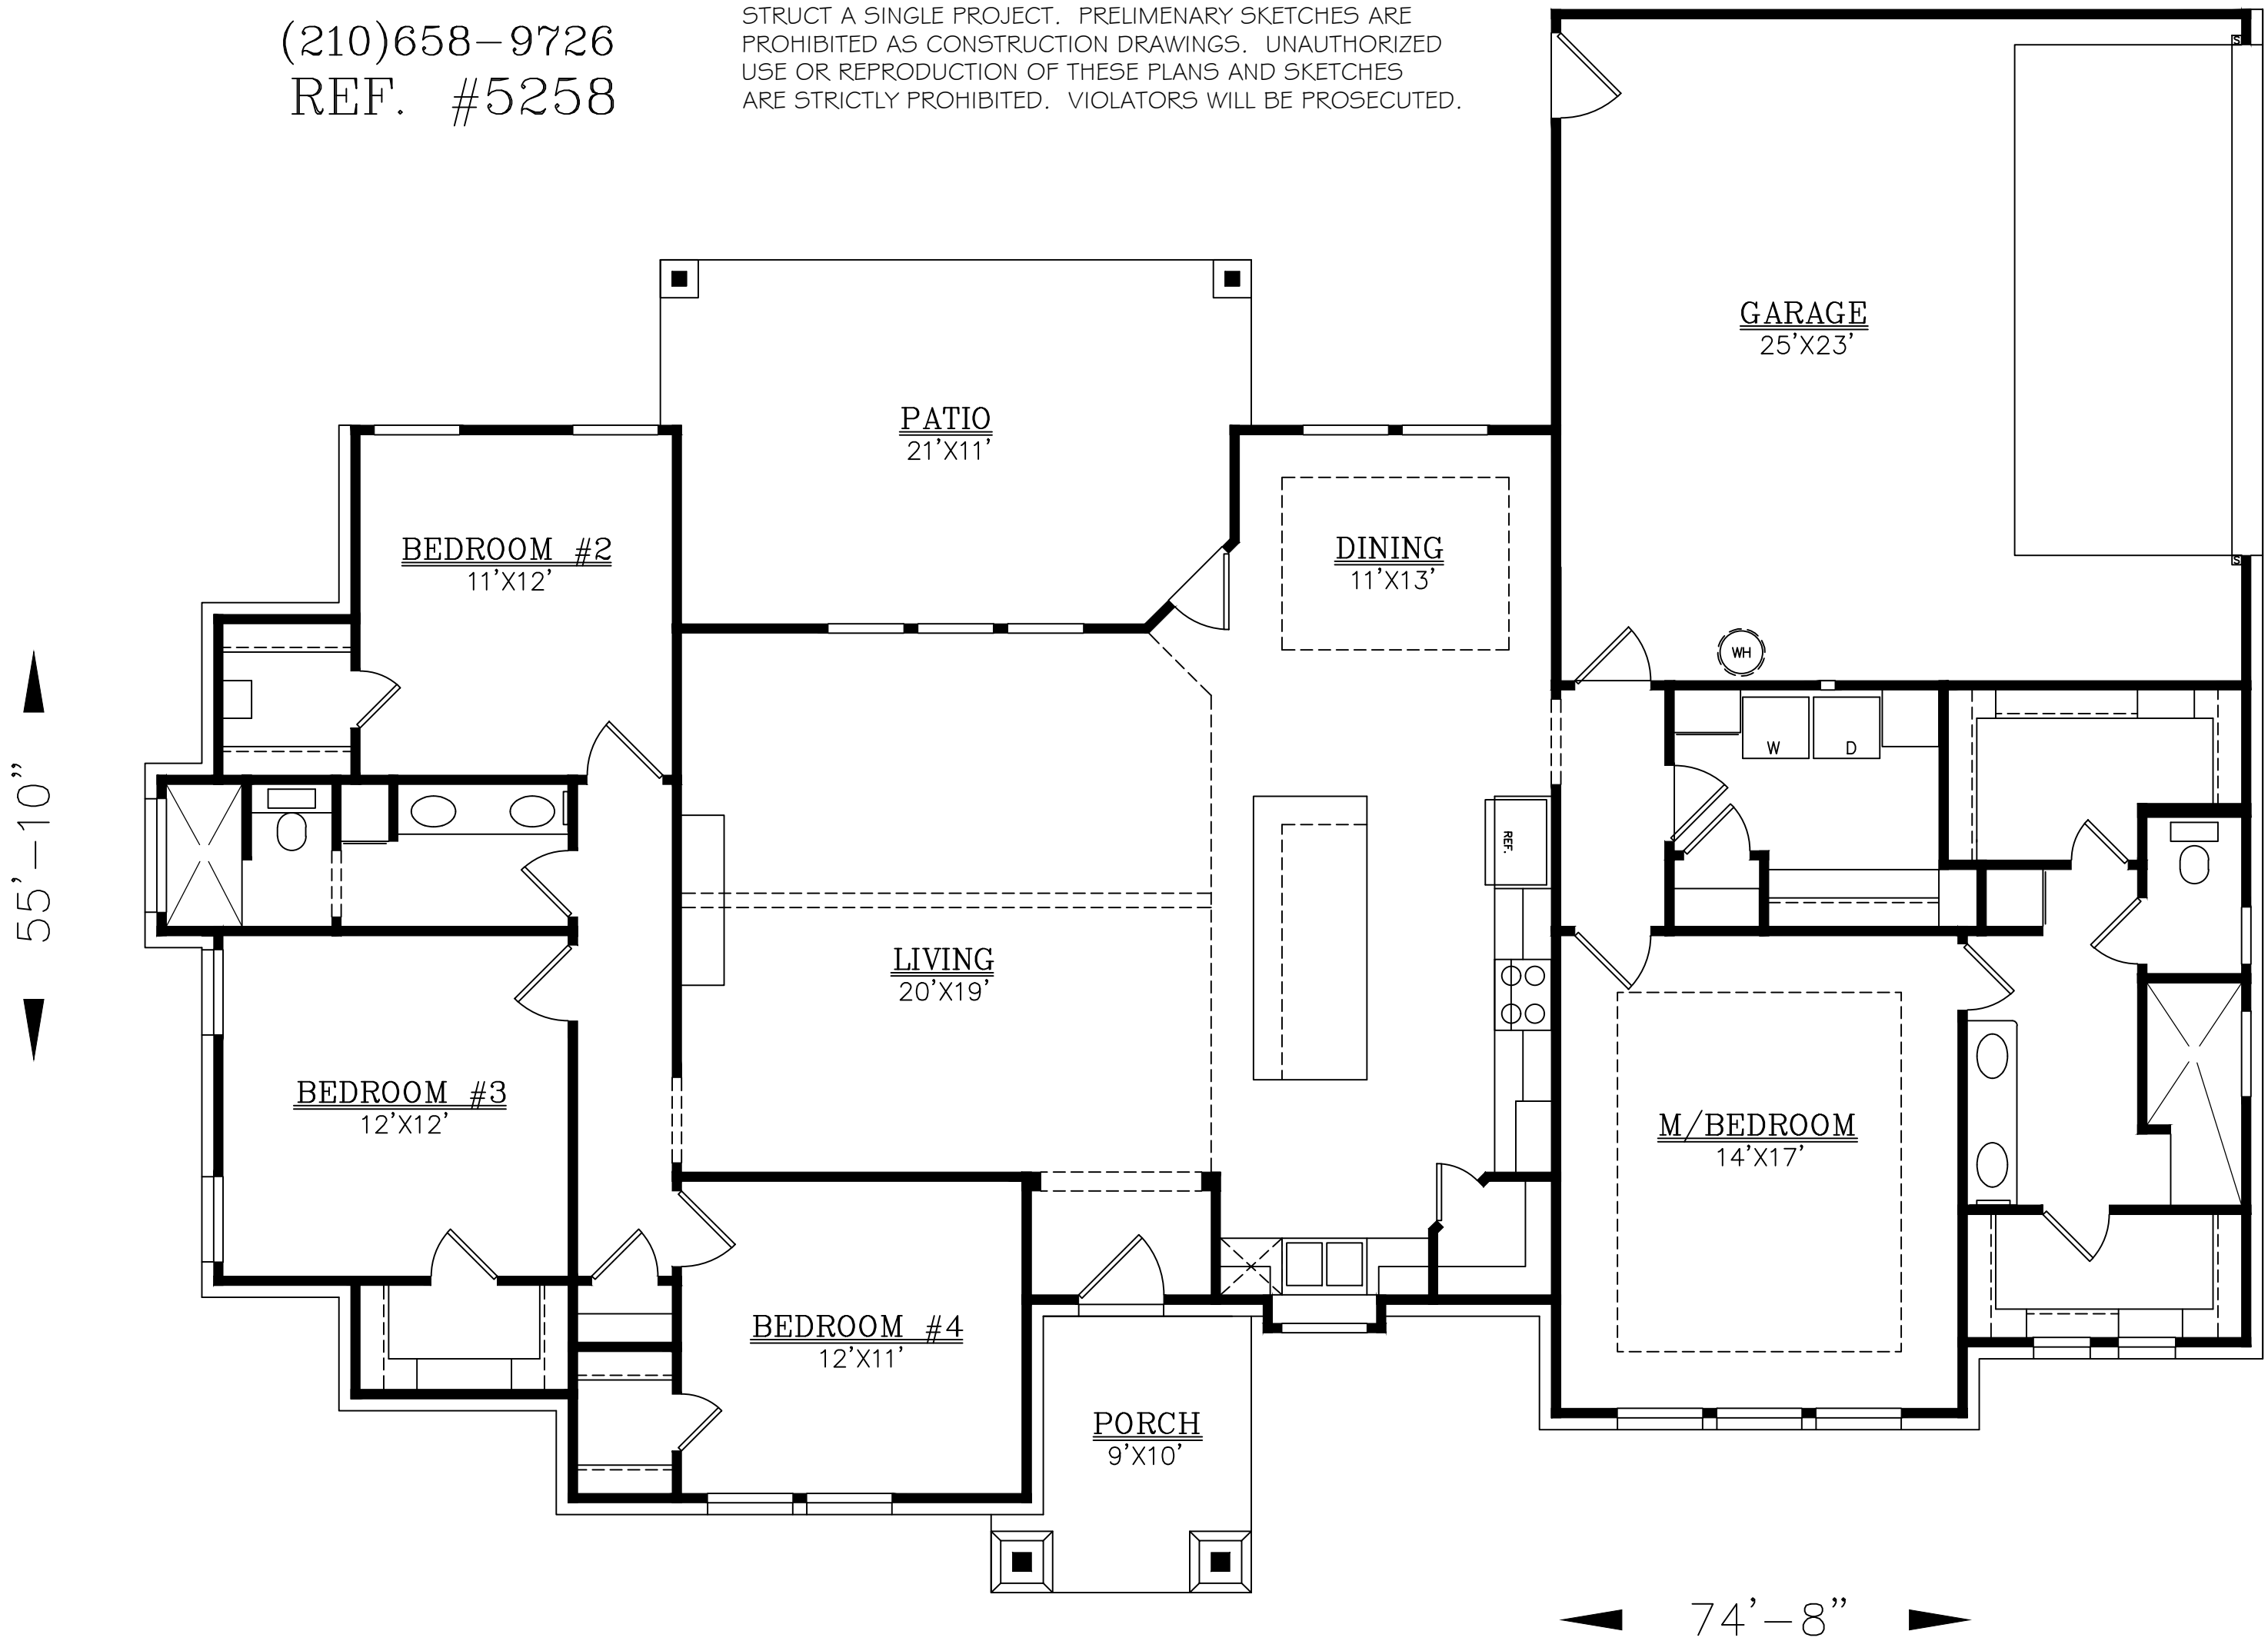 (210)658-9726
REF. #5258
STRUCT A SINGLE PROJECT. PRELIMENARY SKETCHES ARE
PROHIBITED AS CONSTRUCTION DRAWINGS. UNAUTHORIZED
USE OR REPRODUCTION OF THESE PLANS AND SKETCHES
ARE STRICTLY PROHIBITED. VIOLATORS WILL BE PROSECUTED.
S
GARAGE
25'X23'
PATIO
21'X11'
BEDROOM #2
11'X12'
DINING
11'X13'
S
WH
W
D
REF.
55'-10"
LIVING
20'X19'
BEDROOM #3
12'X12'
M/BEDROOM
14'X17'
BEDROOM #4
12'X11'
PORCH
9'X10'
74'-8"